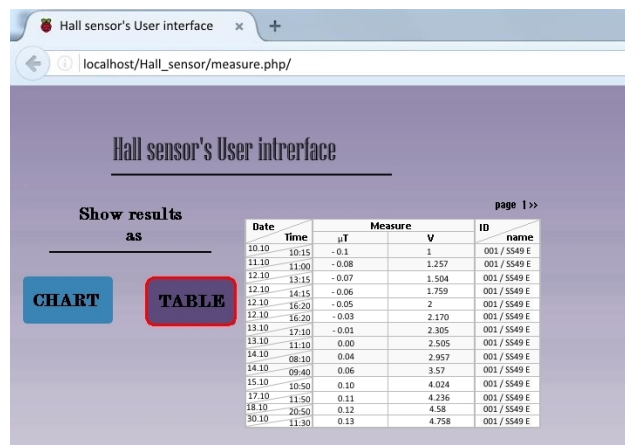 Hall sensor's User interface × +
localhost/Hall_sensor/measure.php/
Hall sensor's User intrerface
Show results
as
CHART
TABLE
page 1>>
Date Time Measure ID name
µT V
10.10 10:15 - 0.1 1 001 / SS49 E
11.10 11:00 - 0.08 1.257 001 / SS49 E
12.10 13:15 - 0.07 1.504 001 / SS49 E
12.10 14:15 - 0.06 1.759 001 / SS49 E
12.10 16:20 - 0.05 2 001 / SS49 E
12.10 16:20 - 0.03 2.170 001 / SS49 E
13.10 17:10 - 0.01 2.305 001 / SS49 E
13.10 11:10 0.00 2.505 001 / SS49 E
14.10 08:10 0.04 2.957 001 / SS49 E
14.10 09:40 0.06 3.57 001 / SS49 E
15.10 10:50 0.10 4.024 001 / SS49 E
17.10 11:50 0.11 4.236 001 / SS49 E
18.10 20:50 0.12 4.58 001 / SS49 E
30.10 11:30 0.13 4.758 001 / SS49 E